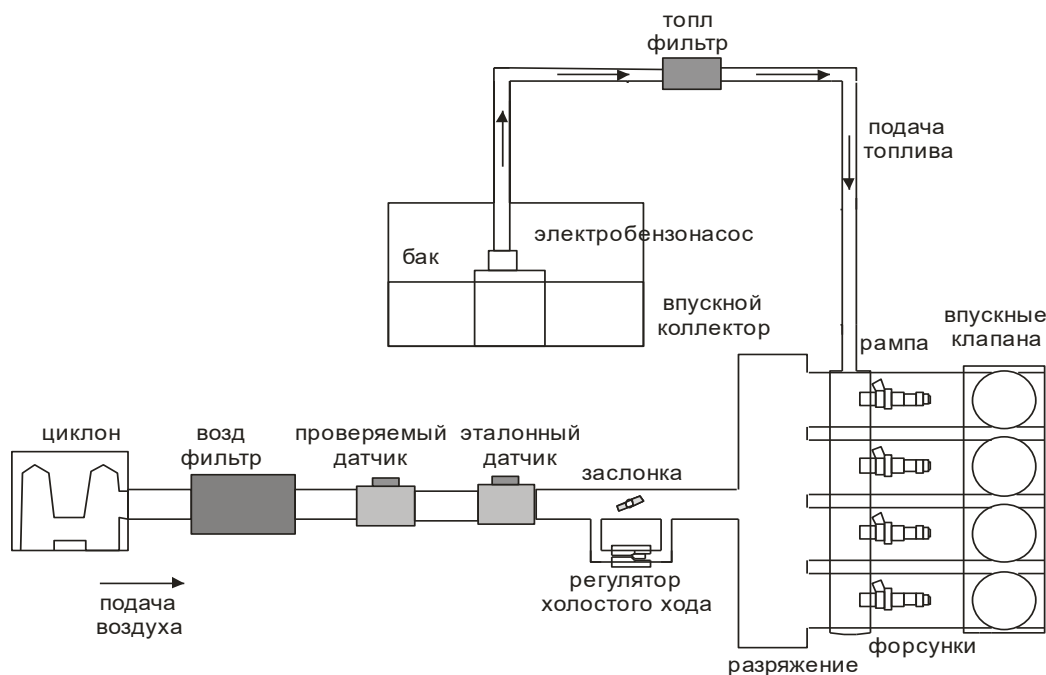 топл
фильтр
подача
топлива
электробензонасос
бак
впускной
коллектор
впускные
клапана
рампа
циклон
возд
фильтр
проверяемый
датчик
эталонный
датчик
заслонка
регулятор
холостого хода
подача
воздуха
форсунки
разряжение